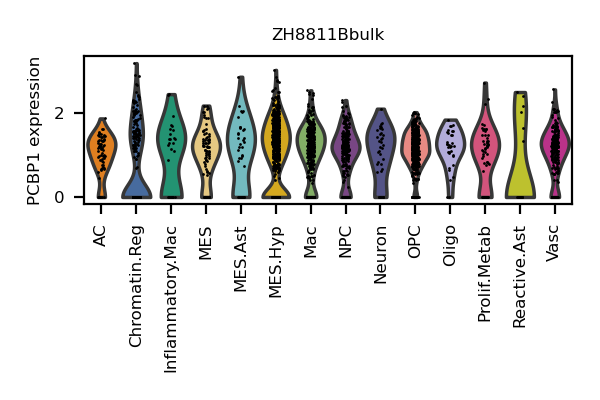 ZH8811Bbulk
PCBP1 expression
2
0
AC
Chromatin.Reg
Inflammatory.Mac
MES
MES.Ast
MES.Hyp
Mac
NPC
Neuron
OPC
Oligo
Prolif.Metab
Reactive.Ast
Vasc